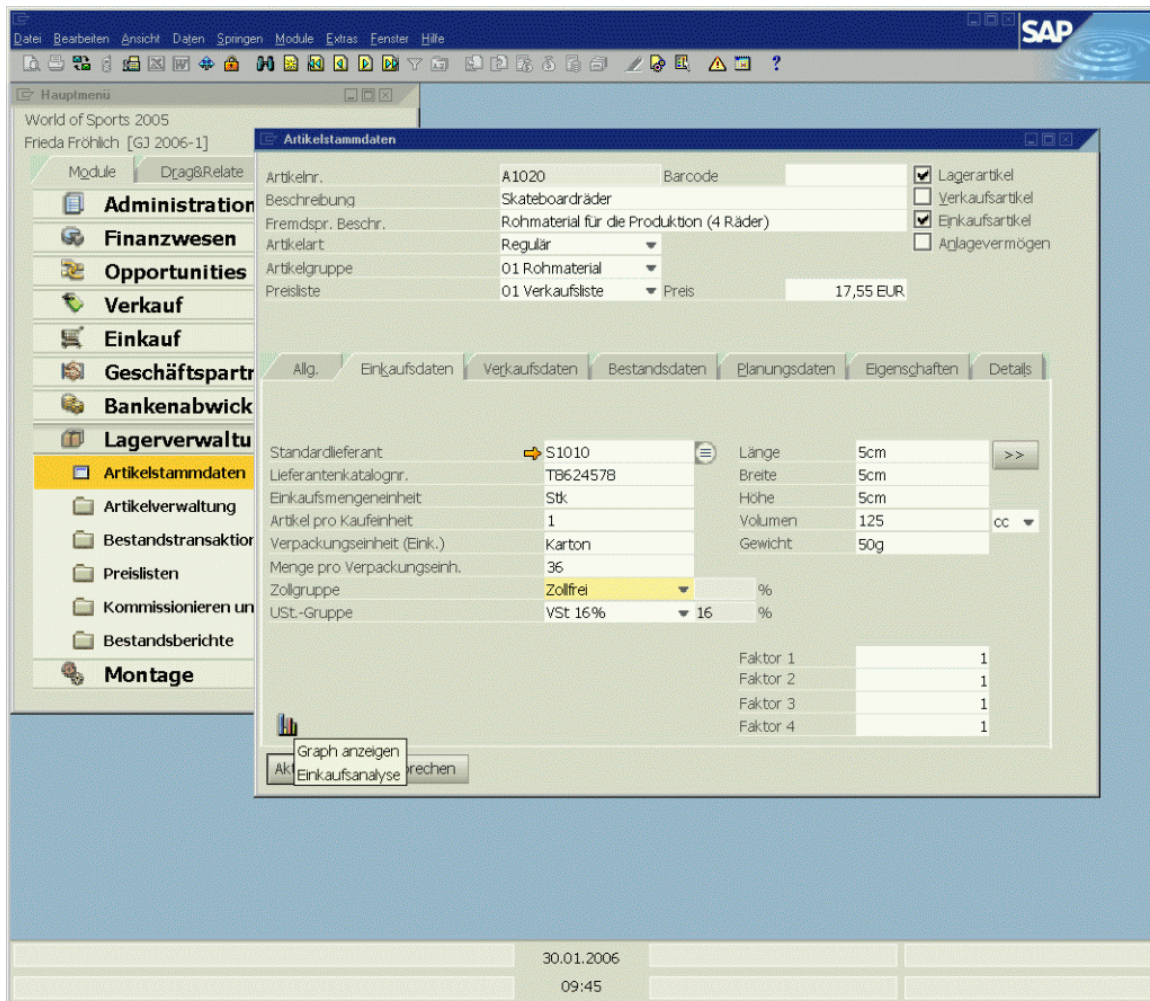 SAP
Datei Bearbeiten Ansicht Daten Springen Module Extras Fenster Hilfe
Hauptmenü
World of Sports 2005
Frieda Fröhlich [GJ 2006-1]
Module Drag&Relate
Administration
Finanzwesen
Opportunities
Verkauf
Einkauf
Geschäftspartr
Bankenabwick
Lagerverwaltu
Artikelstammdaten
Artikelverwaltung
Bestandstransaktion
Preislisten
Kommissionieren un
Bestandsberichte
Montage
Artikelstammdaten
Artikelnr. A1020 Barcode Lagerartikel
Beschreibung Skateboardräder Verkaufsartikel
Fremdspr. Beschr. Rohmaterial für die Produktion (4 Räder) Einkaufsartikel
Artikelart Regulär Anlagevermögen
Artikelgruppe 01 Rohmaterial
Preisliste 01 Verkaufsliste Preis 17,55 EUR
Allg. Einkaufsdaten Verkaufsdaten Bestandsdaten Planungsdaten Eigenschaften Details
Standardlieferant S1010 Länge 5cm >>
Lieferantenkatalognr. TB624578 Breite 5cm
Einkaufsmengeneinheit Stk Höhe 5cm
Artikel pro Kaufeinheit 1 Volumen 125 cc
Verpackungseinheit (Eink.) Karton Gewicht 50g
Menge pro Verpackungseinh. 36
Zollgruppe Zollfrei %
USt.-Gruppe VSt 16% 16 %
Faktor 1 1
Faktor 2 1
Faktor 3 1
Faktor 4 1
Graph anzeigen
Einkaufsanalyse
Akt rechen
30.01.2006
09:45